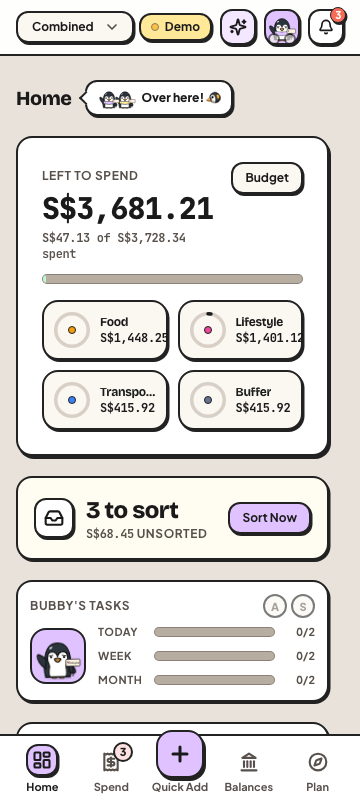 Combined
Demo
3
Home
Over here!
LEFT TO SPEND
Budget
S$3,681.21
S$47.13 of S$3,728.34
spent
Food
S$1,448.25
Lifestyle
S$1,401.12
Transpo...
S$415.92
Buffer
S$415.92
3 to sort
S$68.45 UNSORTED
Sort Now
BUBBY'S TASKS
A
S
TODAY
0/2
WEEK
0/2
MONTH
0/2
3
Home
Spend
Quick Add
Balances
Plan